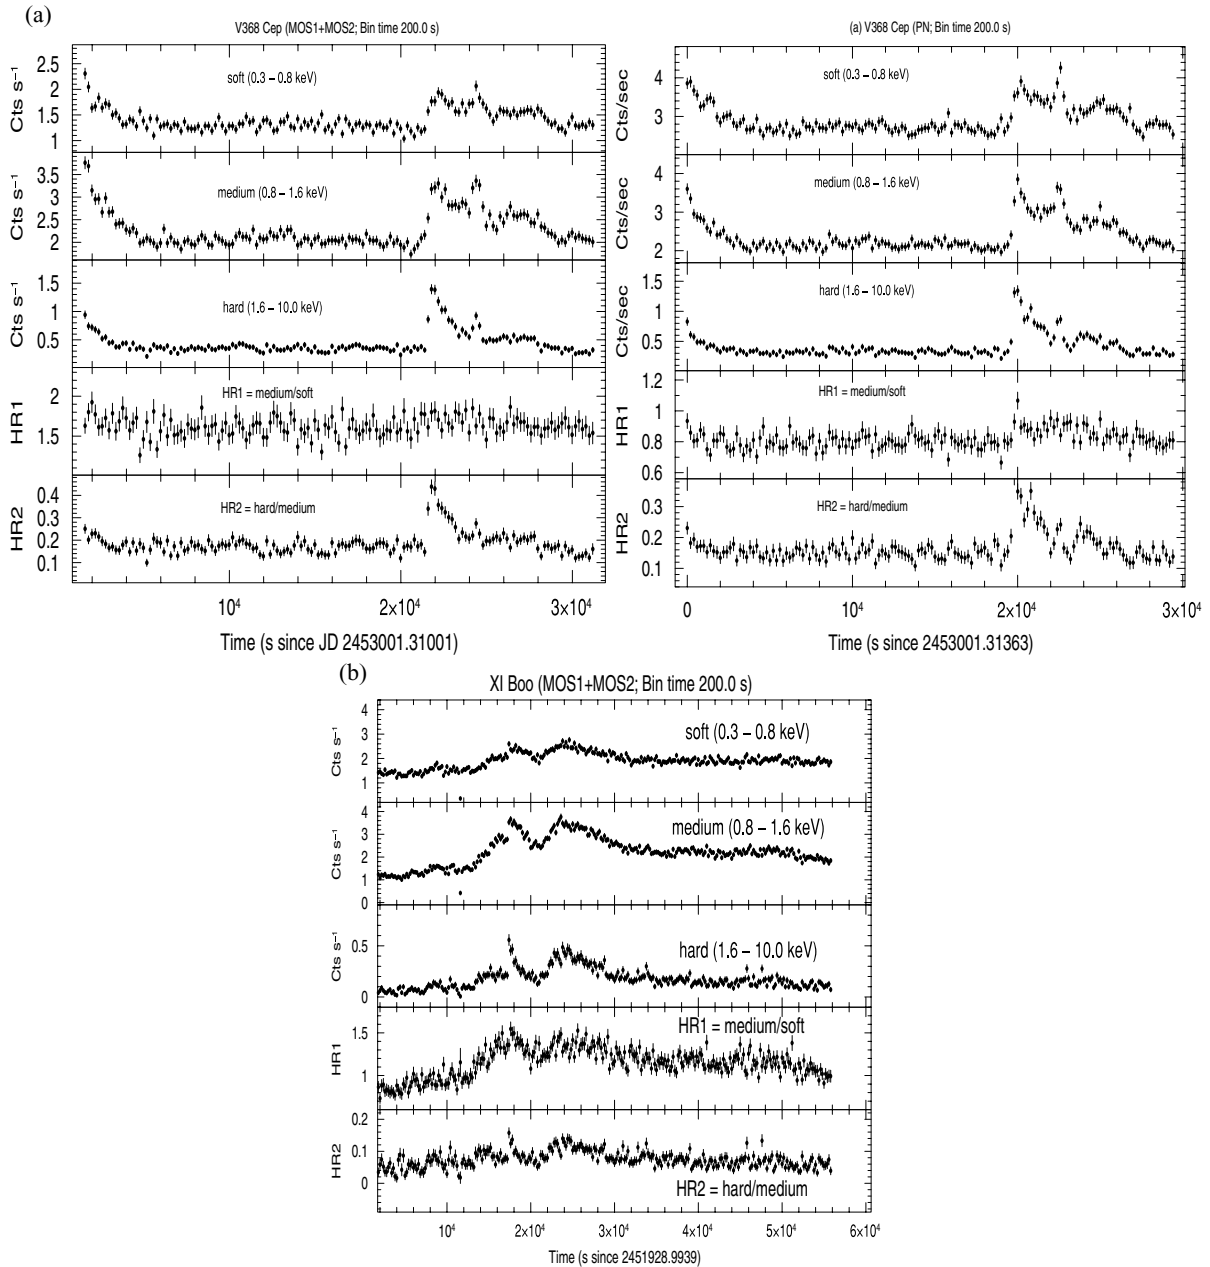 (a)
V368 Cep (MOS1+MOS2; Bin time 200.0 s)
Cts s⁻¹
2.5
2
1.5
1
soft (0.3 – 0.8 keV)
Cts s⁻¹
3.5
3
2.5
2
medium (0.8 – 1.6 keV)
Cts s⁻¹
1.5
1
0.5
hard (1.6 – 10.0 keV)
HR1
2
1.5
HR1 = medium/soft
HR2
0.4
0.3
0.2
0.1
HR2 = hard/medium
10⁴
2×10⁴
3×10⁴
Time (s since JD 2453001.31001)
(a) V368 Cep (PN; Bin time 200.0 s)
Cts/sec
4
3
soft (0.3 – 0.8 keV)
Cts/sec
4
3
2
medium (0.8 – 1.6 keV)
Cts/sec
1.5
1
0.5
hard (1.6 – 10.0 keV)
HR1
1.2
1
0.8
0.6
HR1 = medium/soft
HR2
0.3
0.2
0.1
HR2 = hard/medium
0
10⁴
2×10⁴
3×10⁴
Time (s since 2453001.31363)
(b)
XI Boo (MOS1+MOS2; Bin time 200.0 s)
Cts s⁻¹
4
3
2
1
soft (0.3 – 0.8 keV)
Cts s⁻¹
4
3
2
1
0
medium (0.8 – 1.6 keV)
Cts s⁻¹
0.5
0
hard (1.6 – 10.0 keV)
HR1
1.5
1
HR1 = medium/soft
HR2
0.2
0.1
0
HR2 = hard/medium
10⁴
2×10⁴
3×10⁴
4×10⁴
5×10⁴
6×10⁴
Time (s since 2451928.9939)